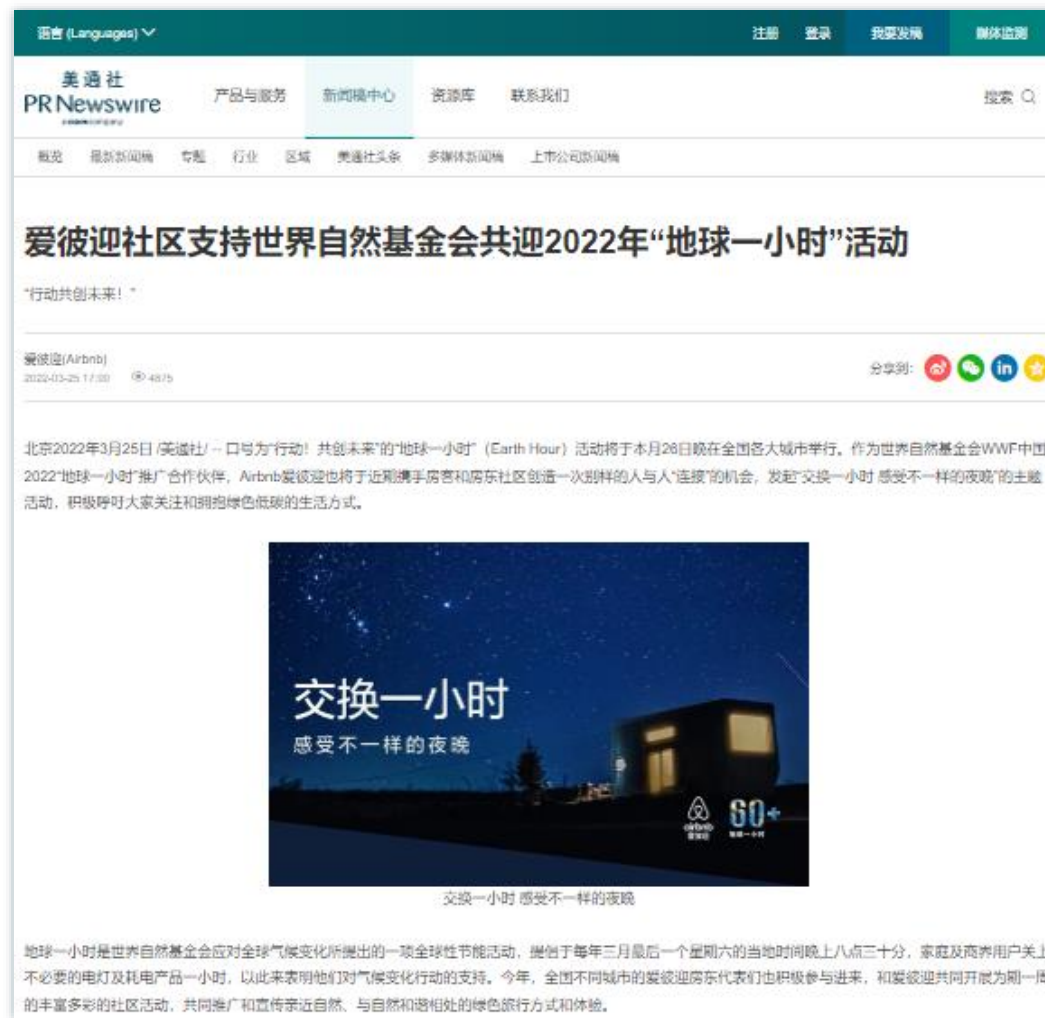 语言 (Languages)
注册 登录 我要发稿 媒体监测
美通社
PR Newswire
产品与服务 新闻稿中心 资源库 联系我们
搜索
概览 最新新闻稿 专题 行业 区域 美通社头条 多媒体新闻稿 上市公司新闻稿
爱彼迎社区支持世界自然基金会共迎2022年“地球一小时”活动
“行动共创未来！”
爱彼迎(Airbnb)
2022-03-25 17:00 4875
分享到:
北京2022年3月25日 /美通社/ -- 口号为“行动！共创未来”的“地球一小时”（Earth Hour）活动将于本月26日晚在全国各大城市举行。作为世界自然基金会WWF中国
2022“地球一小时”推广合作伙伴，Airbnb爱彼迎也将于近期携手房客和房东社区创造一次别样的人与人“连接”的机会，发起“交换一小时 感受不一样的夜晚”的主题
活动，积极呼吁大家关注和拥抱绿色低碳的生活方式。
交换一小时
感受不一样的夜晚
airbnb
爱彼迎
60+
地球一小时
交换一小时 感受不一样的夜晚
地球一小时是世界自然基金会应对全球气候变化所提出的一项全球性节能活动，提倡于每年三月最后一个星期六的当地时间晚上八点三十分，家庭及商界用户关上
不必要的电灯及耗电产品一小时，以此来表明他们对气候变化行动的支持。今年，全国不同城市的爱彼迎房东代表们也积极参与进来，和爱彼迎共同开展为期一周
的丰富多彩的社区活动，共同推广和宣传亲近自然、与自然和谐相处的绿色旅行方式和体验。